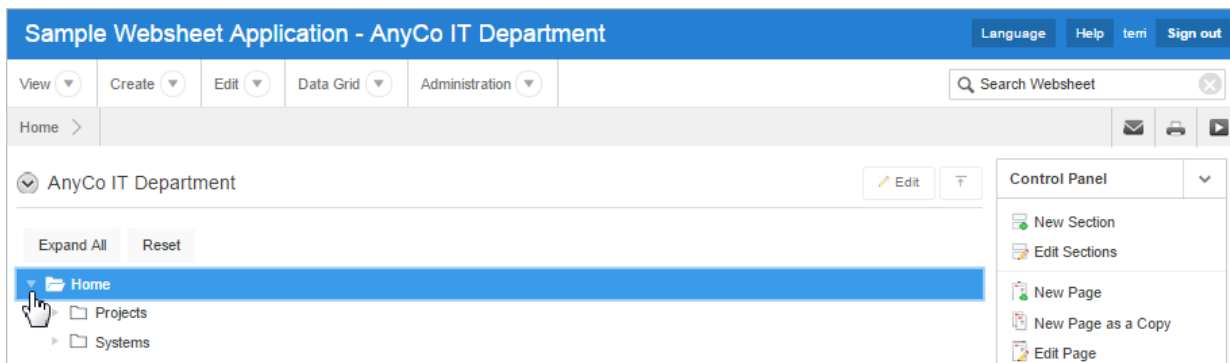 Sample Websheet Application - AnyCo IT Department
Language Help terri Sign out
View Create Edit Data Grid Administration
Search Websheet
Home
AnyCo IT Department
Edit
Control Panel
New Section
Edit Sections
New Page
New Page as a Copy
Edit Page
Expand All Reset
Home
Projects
Systems